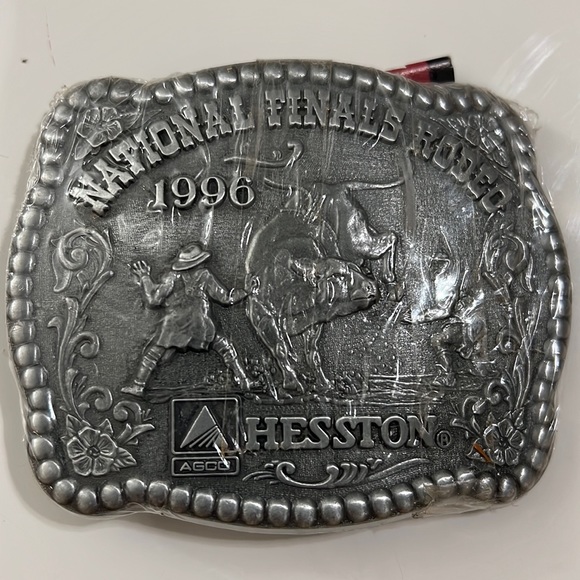 NATIONAL FINALS RODEO
1996
HESSTON®
AGCO